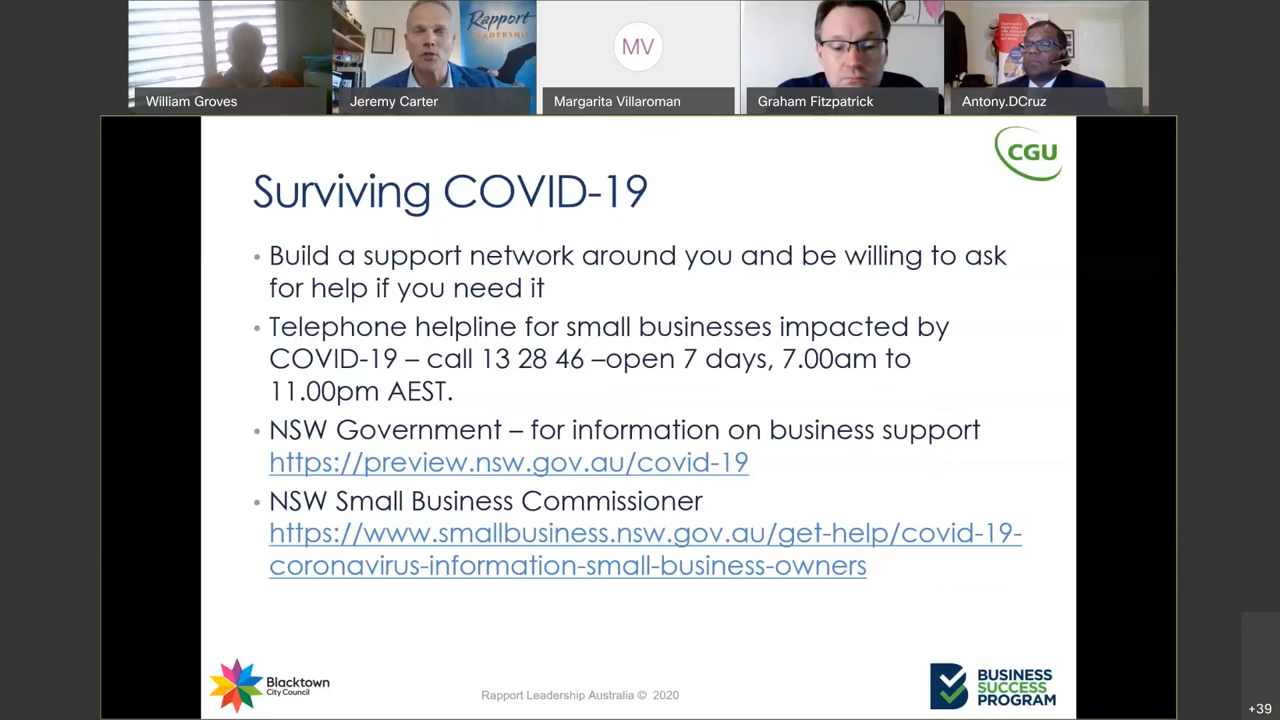 Rapport
LEADERSHIP
MV
William Groves
Jeremy Carter
Margarita Villaroman
Graham Fitzpatrick
Antony.DCruz
CGU
Surviving COVID-19
• Build a support network around you and be willing to ask
for help if you need it
• Telephone helpline for small businesses impacted by
COVID-19 – call 13 28 46 –open 7 days, 7.00am to
11.00pm AEST.
• NSW Government – for information on business support
https://preview.nsw.gov.au/covid-19
• NSW Small Business Commissioner
https://www.smallbusiness.nsw.gov.au/get-help/covid-19-
coronavirus-information-small-business-owners
Blacktown
City Council
Rapport Leadership Australia © 2020
BUSINESS
SUCCESS
PROGRAM
+39